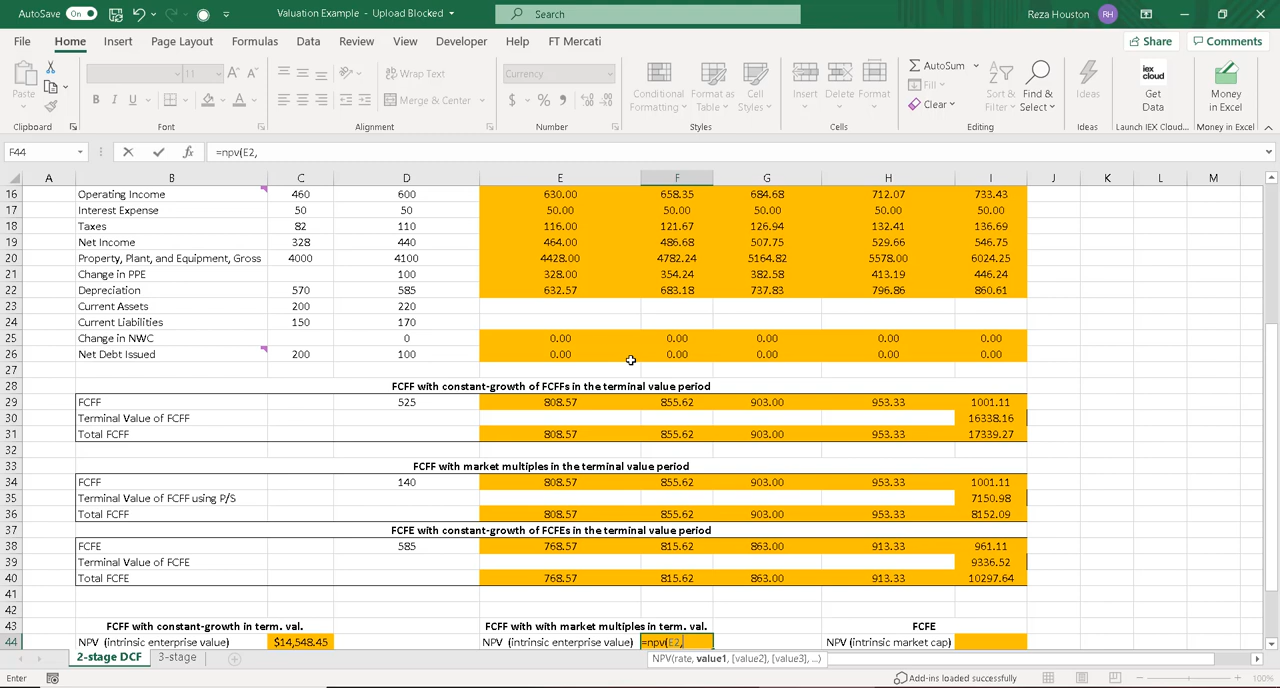 AutoSave On Valuation Example - Upload Blocked Search Reza Houston RH
File Home Insert Page Layout Formulas Data Review View Developer Help FT Mercati Share Comments
Paste 11 A A Wrap Text Currency Conditional Formatting Format as Table Cell Styles Insert Delete Format AutoSum Fill Clear Sort & Filter Find & Select Ideas iex cloud Get Data Money in Excel
B I U A Merge & Center $ %
Clipboard Font Alignment Number Styles Cells Editing Ideas Launch IEX Cloud... Money in Excel
F44 fx =npv(E2,
A B C D E F G H I J K L M
16 Operating Income 460 600 630.00 658.35 684.68 712.07 733.43
17 Interest Expense 50 50 50.00 50.00 50.00 50.00 50.00
18 Taxes 82 110 116.00 121.67 126.94 132.41 136.69
19 Net Income 328 440 464.00 486.68 507.75 529.66 546.75
20 Property, Plant, and Equipment, Gross 4000 4100 4428.00 4782.24 5164.82 5578.00 6024.25
21 Change in PPE 100 328.00 354.24 382.58 413.19 446.24
22 Depreciation 570 585 632.57 683.18 737.83 796.86 860.61
23 Current Assets 200 220
24 Current Liabilities 150 170
25 Change in NWC 0 0.00 0.00 0.00 0.00 0.00
26 Net Debt Issued 200 100 0.00 0.00 0.00 0.00 0.00
27
28 FCFF with constant-growth of FCFFs in the terminal value period
29 FCFF 525 808.57 855.62 903.00 953.33 1001.11
30 Terminal Value of FCFF 16338.16
31 Total FCFF 808.57 855.62 903.00 953.33 17339.27
32
33 FCFF with market multiples in the terminal value period
34 FCFF 140 808.57 855.62 903.00 953.33 1001.11
35 Terminal Value of FCFF using P/S 7150.98
36 Total FCFF 808.57 855.62 903.00 953.33 8152.09
37 FCFE with constant-growth of FCFEs in the terminal value period
38 FCFE 585 768.57 815.62 863.00 913.33 961.11
39 Terminal Value of FCFE 9336.52
40 Total FCFE 768.57 815.62 863.00 913.33 10297.64
41
42
43 FCFF with constant-growth in term. val. FCFF with with market multiples in term. val. FCFE
44 NPV (intrinsic enterprise value) $14,548.45 NPV (intrinsic enterprise value) =npv(E2, NPV (intrinsic market cap)
2-stage DCF 3-stage NPV(rate, value1, [value2], [value3], ...)
Enter Add-ins loaded successfully 100%